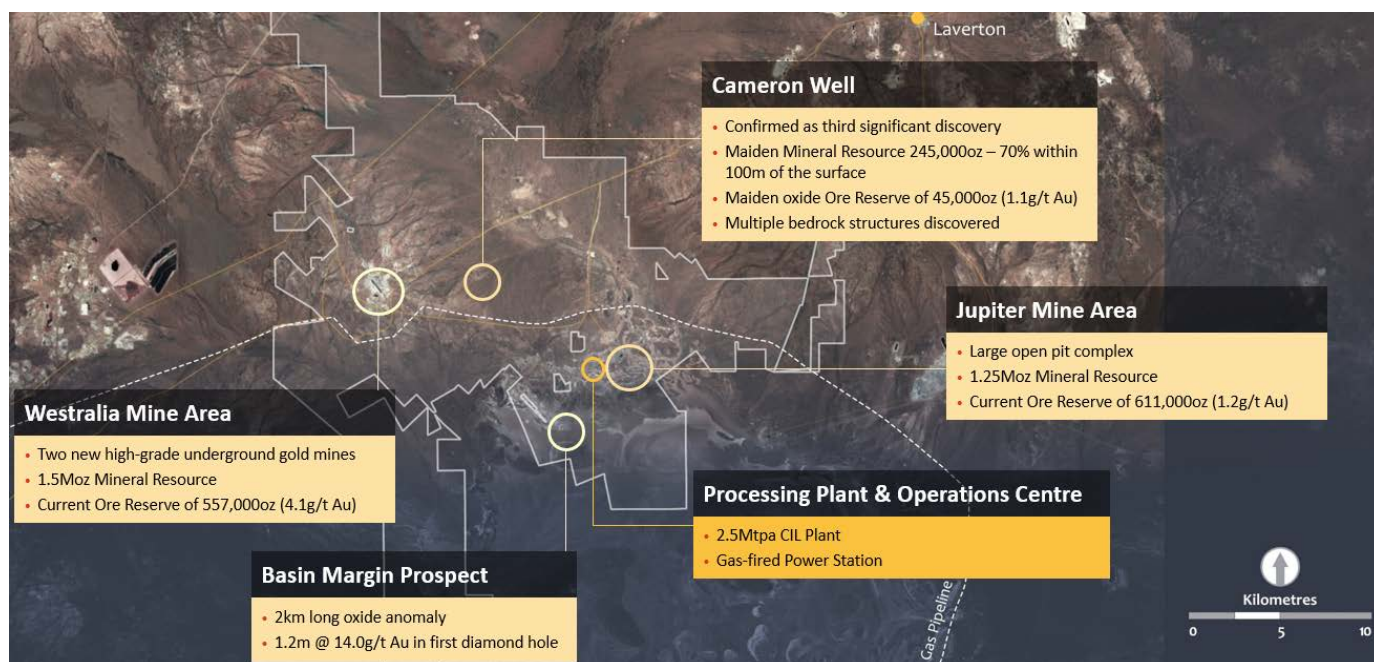 Laverton
Cameron Well
• Confirmed as third significant discovery
• Maiden Mineral Resource 245,000oz – 70% within
100m of the surface
• Maiden oxide Ore Reserve of 45,000oz (1.1g/t Au)
• Multiple bedrock structures discovered
Jupiter Mine Area
• Large open pit complex
• 1.25Moz Mineral Resource
• Current Ore Reserve of 611,000oz (1.2g/t Au)
Westralia Mine Area
• Two new high-grade underground gold mines
• 1.5Moz Mineral Resource
• Current Ore Reserve of 557,000oz (4.1g/t Au)
Processing Plant & Operations Centre
• 2.5Mtpa CIL Plant
• Gas-fired Power Station
Basin Margin Prospect
• 2km long oxide anomaly
• 1.2m @ 14.0g/t Au in first diamond hole
Gas Pipeline
Kilometres
0 5 10